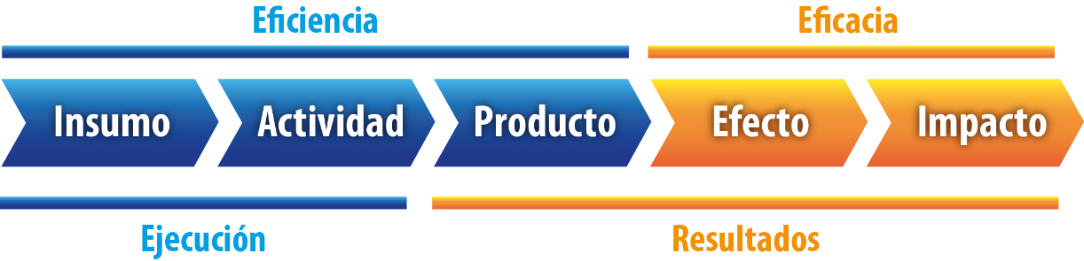 Eficiencia Eficacia
Insumo Actividad Producto Efecto Impacto
Ejecución Resultados